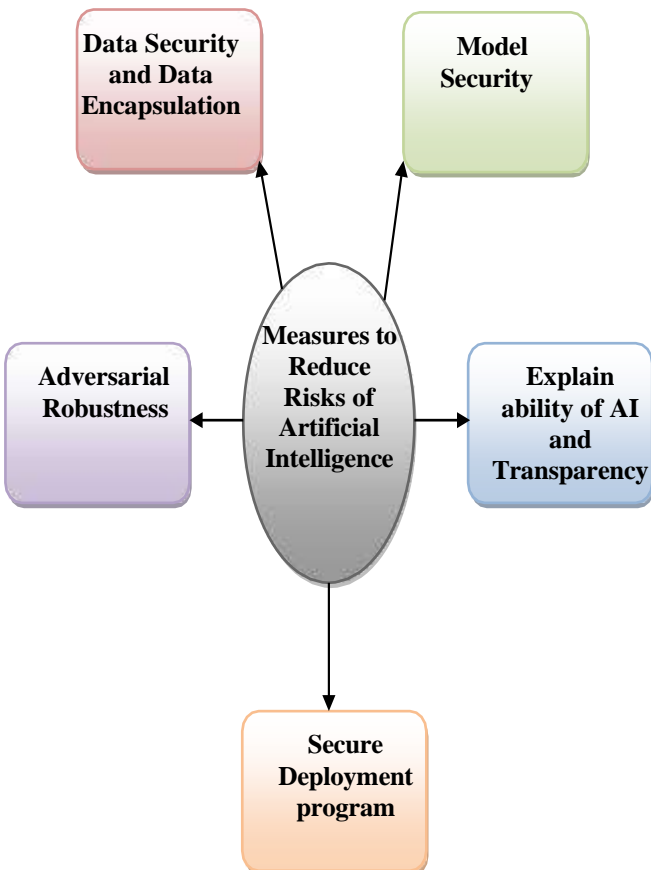 Data Security
and Data
Encapsulation
Model
Security
Measures to
Reduce
Risks of
Artificial
Intelligence
Adversarial
Robustness
Explain
ability of AI
and
Transparency
Secure
Deployment
program